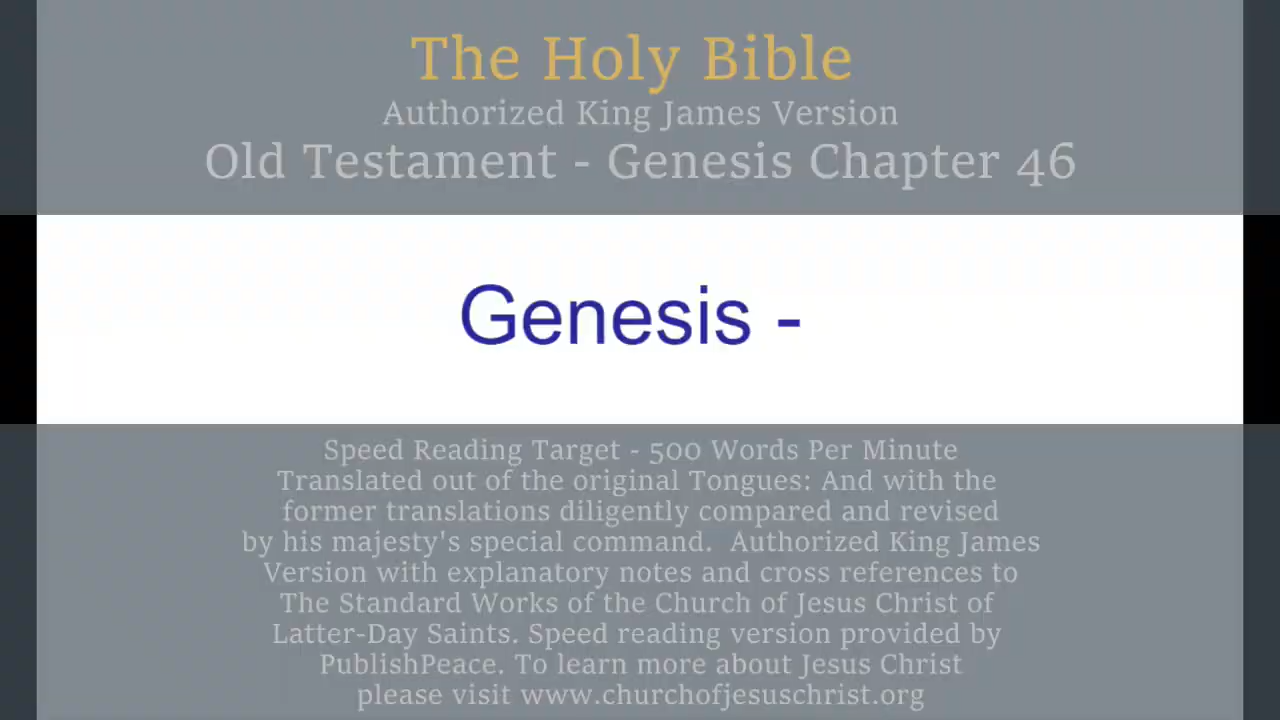 The Holy Bible
Authorized King James Version
Old Testament - Genesis Chapter 46
Genesis -
Speed Reading Target - 500 Words Per Minute
Translated out of the original Tongues: And with the
former translations diligently compared and revised
by his majesty's special command.  Authorized King James
Version with explanatory notes and cross references to
The Standard Works of the Church of Jesus Christ of
Latter-Day Saints. Speed reading version provided by
PublishPeace. To learn more about Jesus Christ
please visit www.churchofjesuschrist.org